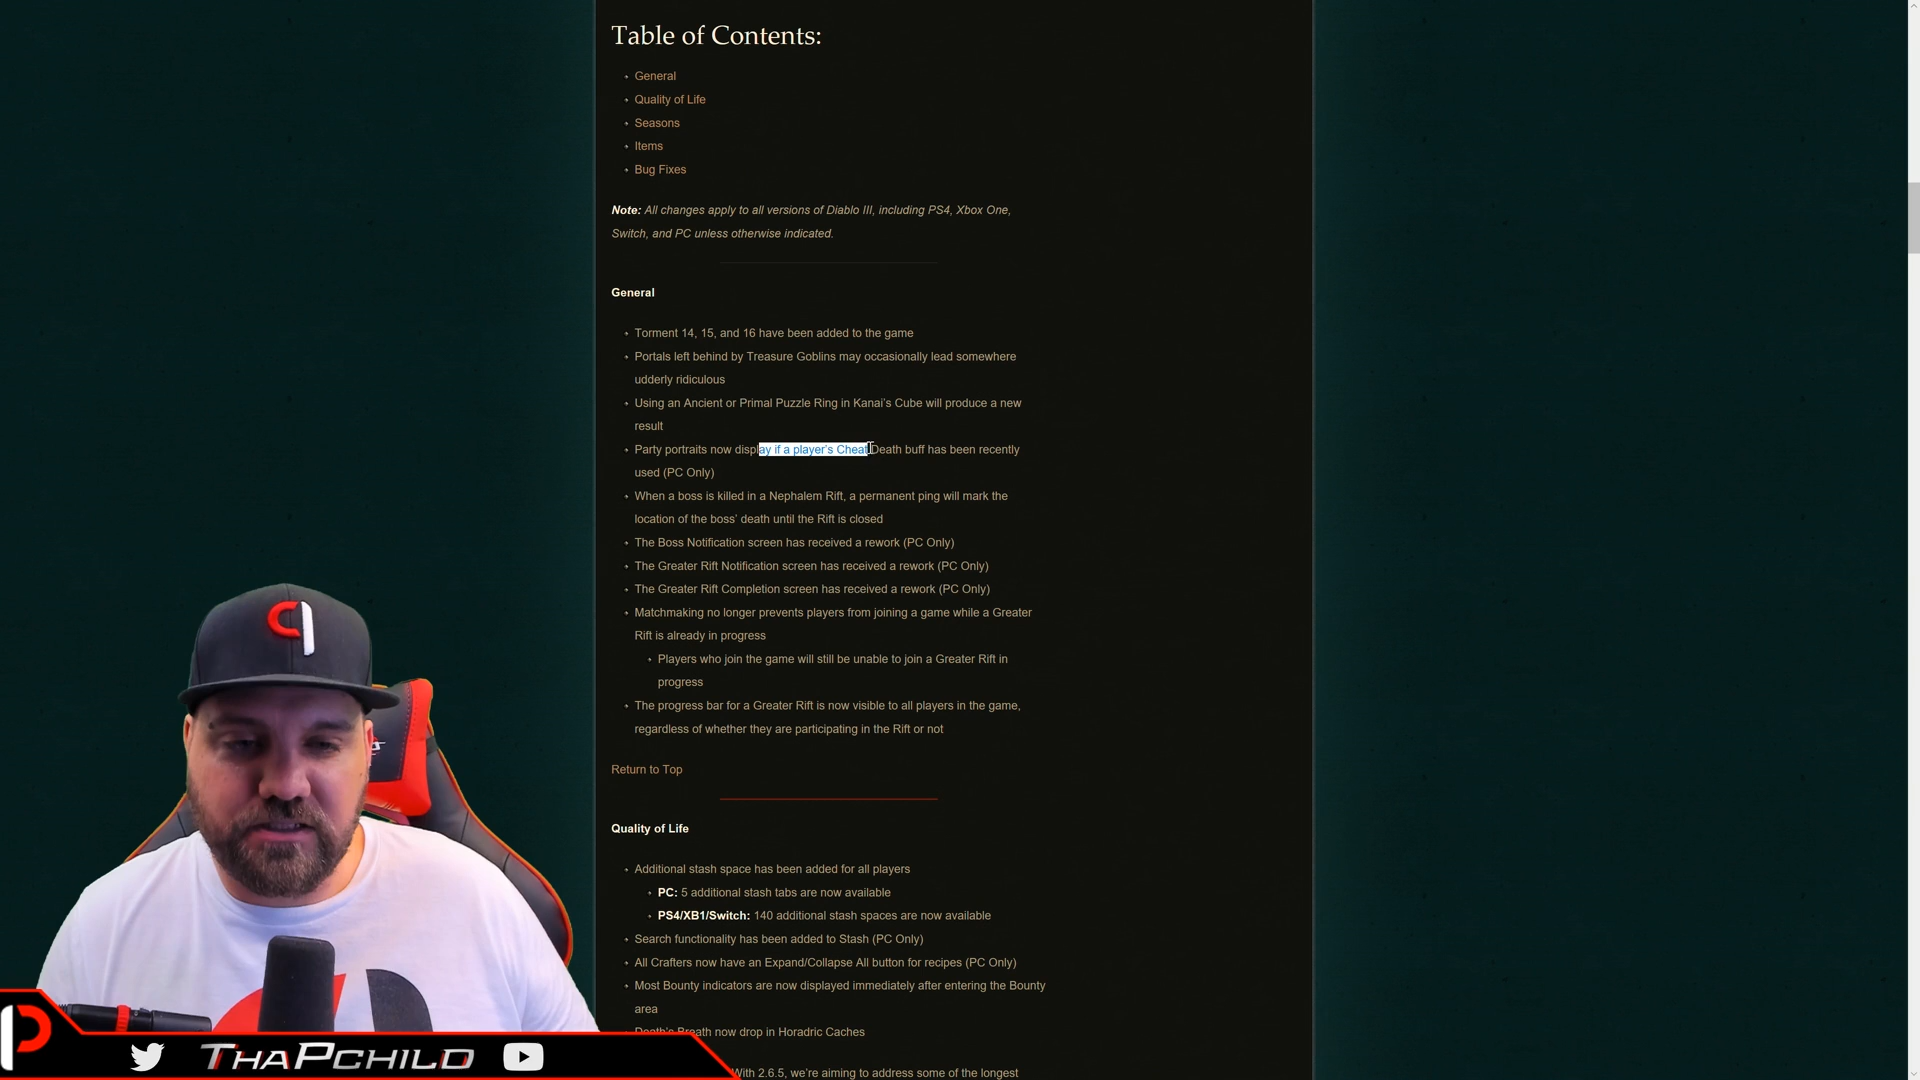 Table of Contents:
General
Quality of Life
Seasons
Items
Bug Fixes
Note: All changes apply to all versions of Diablo III, including PS4, Xbox One,
Switch, and PC unless otherwise indicated.
General
Torment 14, 15, and 16 have been added to the game
Portals left behind by Treasure Goblins may occasionally lead somewhere
udderly ridiculous
Using an Ancient or Primal Puzzle Ring in Kanai's Cube will produce a new
result
Party portraits now display if a player's Cheat Death buff has been recently
used (PC Only)
When a boss is killed in a Nephalem Rift, a permanent ping will mark the
location of the boss' death until the Rift is closed
The Boss Notification screen has received a rework (PC Only)
The Greater Rift Notification screen has received a rework (PC Only)
The Greater Rift Completion screen has received a rework (PC Only)
Matchmaking no longer prevents players from joining a game while a Greater
Rift is already in progress
Players who join the game will still be unable to join a Greater Rift in
progress
The progress bar for a Greater Rift is now visible to all players in the game,
regardless of whether they are participating in the Rift or not
Return to Top
Quality of Life
Additional stash space has been added for all players
PC: 5 additional stash tabs are now available
PS4/XB1/Switch: 140 additional stash spaces are now available
Search functionality has been added to Stash (PC Only)
All Crafters now have an Expand/Collapse All button for recipes (PC Only)
Most Bounty indicators are now displayed immediately after entering the Bounty
area
Death's Breath now drop in Horadric Caches
With 2.6.5, we're aiming to address some of the longest
THAPCHILD